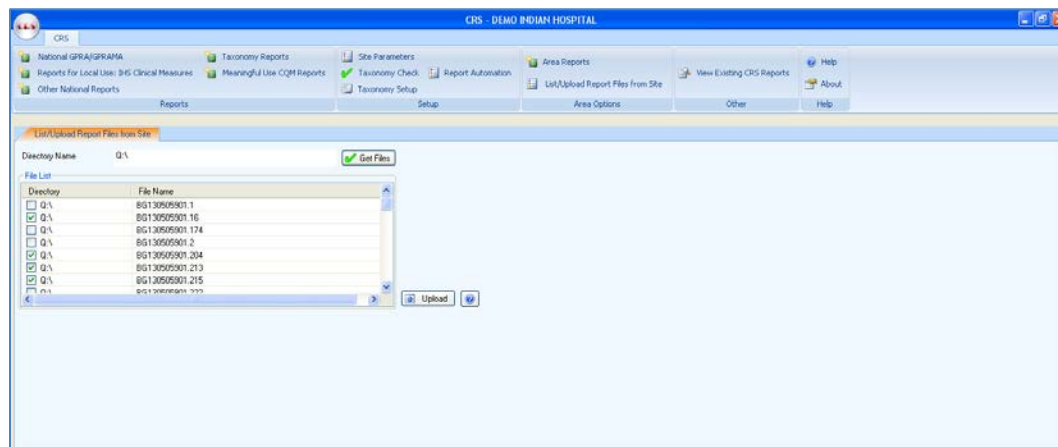 CRS - DEMO INDIAN HOSPITAL
CRS
National GPRA/GPRAMA
Taxonomy Reports
Site Parameters
Area Reports
Help
Reports for Local Use: IHS Clinical Measures
Meaningful Use CQM Reports
Taxonomy Check
Report Automation
View Existing CRS Reports
Other National Reports
Taxonomy Setup
List/Upload Report Files from Site
About
Reports
Setup
Area Options
Other
Help
List/Upload Report Files from Site
Directory Name Q:\ Get Files
File List
Directory File Name
Q:\ BG130505901.1
Q:\ BG130505901.16
Q:\ BG130505901.174
Q:\ BG130505901.2
Q:\ BG130505901.204
Q:\ BG130505901.213
Q:\ BG130505901.215
Q:\ BG130505901.222
Upload